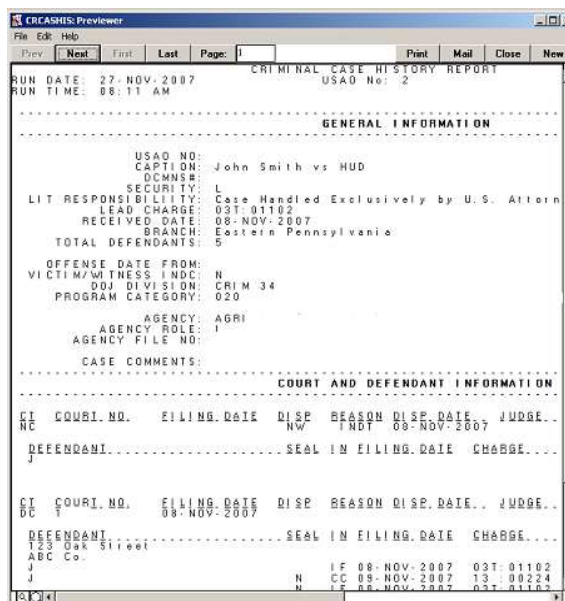 CRCASHIS: Previewer
File Edit Help
Prev Next First Last Page: 1 Print Mail Close New
CRIMINAL CASE HISTORY REPORT
RUN DATE: 27-NOV-2007 USAO No: 2
RUN TIME: 08:11 AM
GENERAL INFORMATION
USAO NO:
CAPTION: John Smith vs HUD
DCMNS#:
SECURITY: L
LIT RESPONSIBILIITY: Case Handled Exclusively by U.S. Attorn
LEAD CHARGE: 03T:01102
RECEIVED DATE: 08-NOV-2007
BRANCH: Eastern Pennsylvania
TOTAL DEFENDANTS: 5
OFFENSE DATE FROM:
VICTIM/WITNESS INDC: N
DOJ DIVISION: CRIM 34
PROGRAM CATEGORY: 020
AGENCY: AGRI
AGENCY ROLE: I
AGENCY FILE NO:
CASE COMMENTS:
COURT AND DEFENDANT INFORMATION
CT COURT NO. FILING DATE DISP REASON DISP DATE.. JUDGE..
NC NW INDT 08-NOV-2007
DEFENDANT.................... SEAL IN FILING DATE CHARGE....
J
CT COURT NO. FILING DATE DISP REASON DISP DATE.. JUDGE..
DC 1 08-NOV-2007
DEFENDANT.................... SEAL IN FILING DATE CHARGE....
123 Oak Street
ABC Co.
J IF 08-NOV-2007 03T:01102
J N CC 09-NOV-2007 13 :00224
N IF 08-NOV-2007 03T:01102